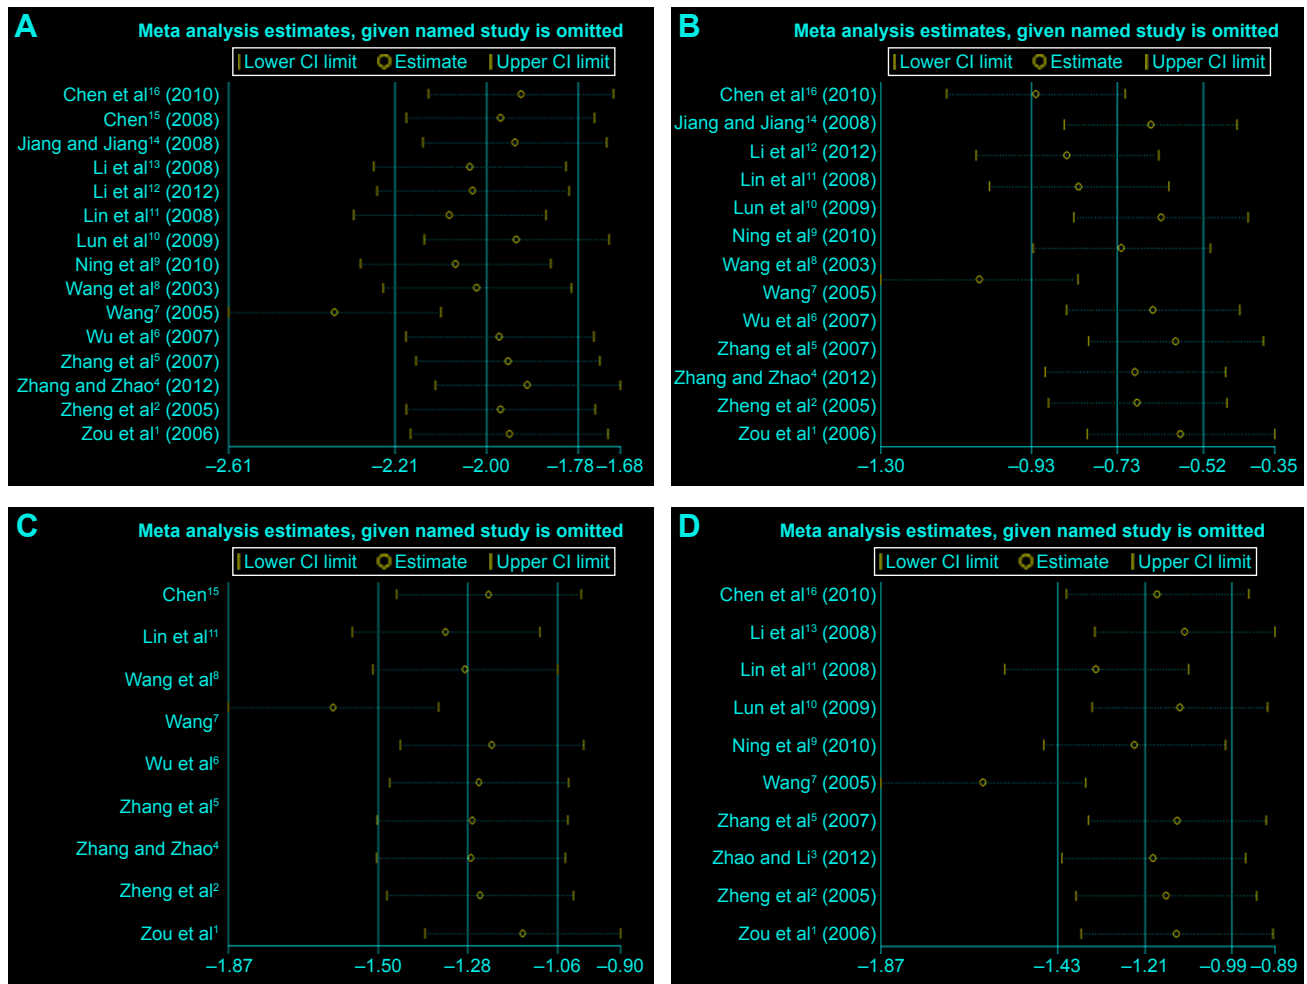 A
Meta analysis estimates, given named study is omitted
Lower CI limit Estimate Upper CI limit
Chen et al¹⁶ (2010)
Chen¹⁵ (2008)
Jiang and Jiang¹⁴ (2008)
Li et al¹³ (2008)
Li et al¹² (2012)
Lin et al¹¹ (2008)
Lun et al¹⁰ (2009)
Ning et al⁹ (2010)
Wang et al⁸ (2003)
Wang⁷ (2005)
Wu et al⁶ (2007)
Zhang et al⁵ (2007)
Zhang and Zhao⁴ (2012)
Zheng et al² (2005)
Zou et al¹ (2006)
–2.61 –2.21 –2.00 –1.78 –1.68
B
Meta analysis estimates, given named study is omitted
Lower CI limit Estimate Upper CI limit
Chen et al¹⁶ (2010)
Jiang and Jiang¹⁴ (2008)
Li et al¹² (2012)
Lin et al¹¹ (2008)
Lun et al¹⁰ (2009)
Ning et al⁹ (2010)
Wang et al⁸ (2003)
Wang⁷ (2005)
Wu et al⁶ (2007)
Zhang et al⁵ (2007)
Zhang and Zhao⁴ (2012)
Zheng et al² (2005)
Zou et al¹ (2006)
–1.30 –0.93 –0.73 –0.52 –0.35
C
Meta analysis estimates, given named study is omitted
Lower CI limit Estimate Upper CI limit
Chen¹⁵
Lin et al¹¹
Wang et al⁸
Wang⁷
Wu et al⁶
Zhang et al⁵
Zhang and Zhao⁴
Zheng et al²
Zou et al¹
–1.87 –1.50 –1.28 –1.06 –0.90
D
Meta analysis estimates, given named study is omitted
Lower CI limit Estimate Upper CI limit
Chen et al¹⁶ (2010)
Li et al¹³ (2008)
Lin et al¹¹ (2008)
Lun et al¹⁰ (2009)
Ning et al⁹ (2010)
Wang⁷ (2005)
Zhang et al⁵ (2007)
Zhao and Li³ (2012)
Zheng et al² (2005)
Zou et al¹ (2006)
–1.87 –1.43 –1.21 –0.99 –0.89